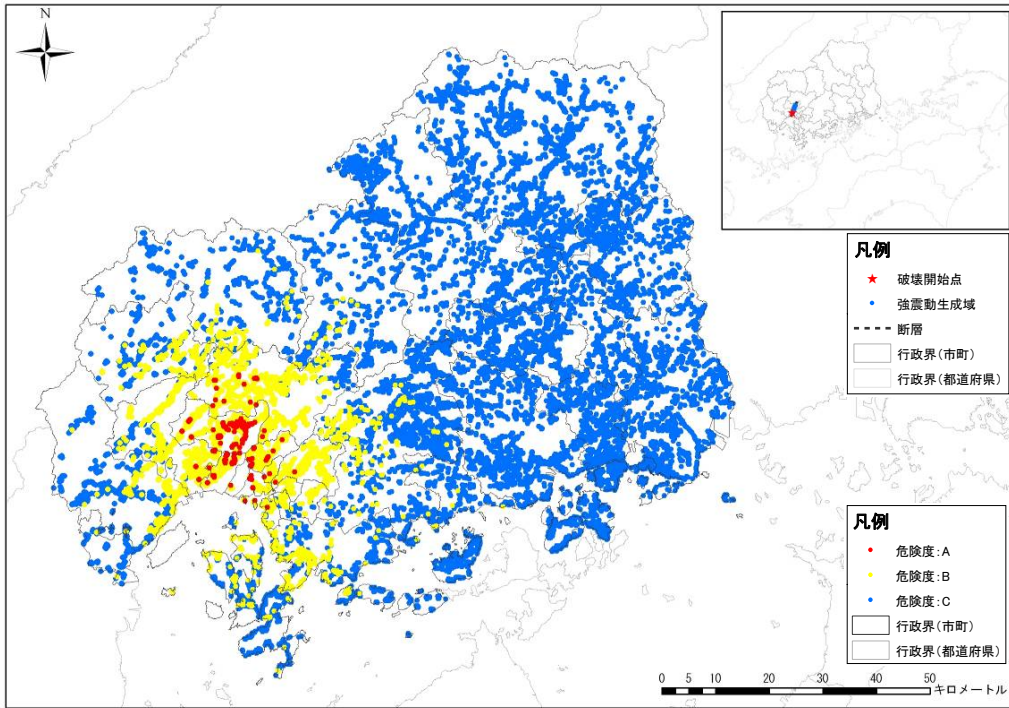 N
凡例
破壊開始点
強震動生成域
断層
行政界(市町)
行政界(都道府県)
凡例
危険度:A
危険度:B
危険度:C
行政界(市町)
行政界(都道府県)
0 5 10 20 30 40 50
キロメートル